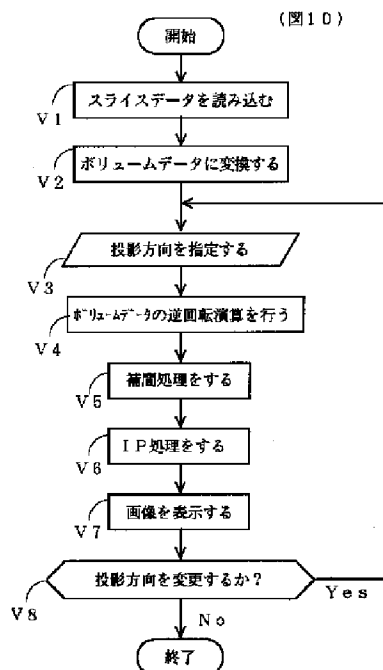 (図10)
開始
スライスデータを読み込む
V1
ボリュームデータに変換する
V2
投影方向を指定する
V3
ボリュームデータの逆回転演算を行う
V4
補間処理をする
V5
IP処理をする
V6
画像を表示する
V7
投影方向を変更するか?
V8
Yes
No
終了